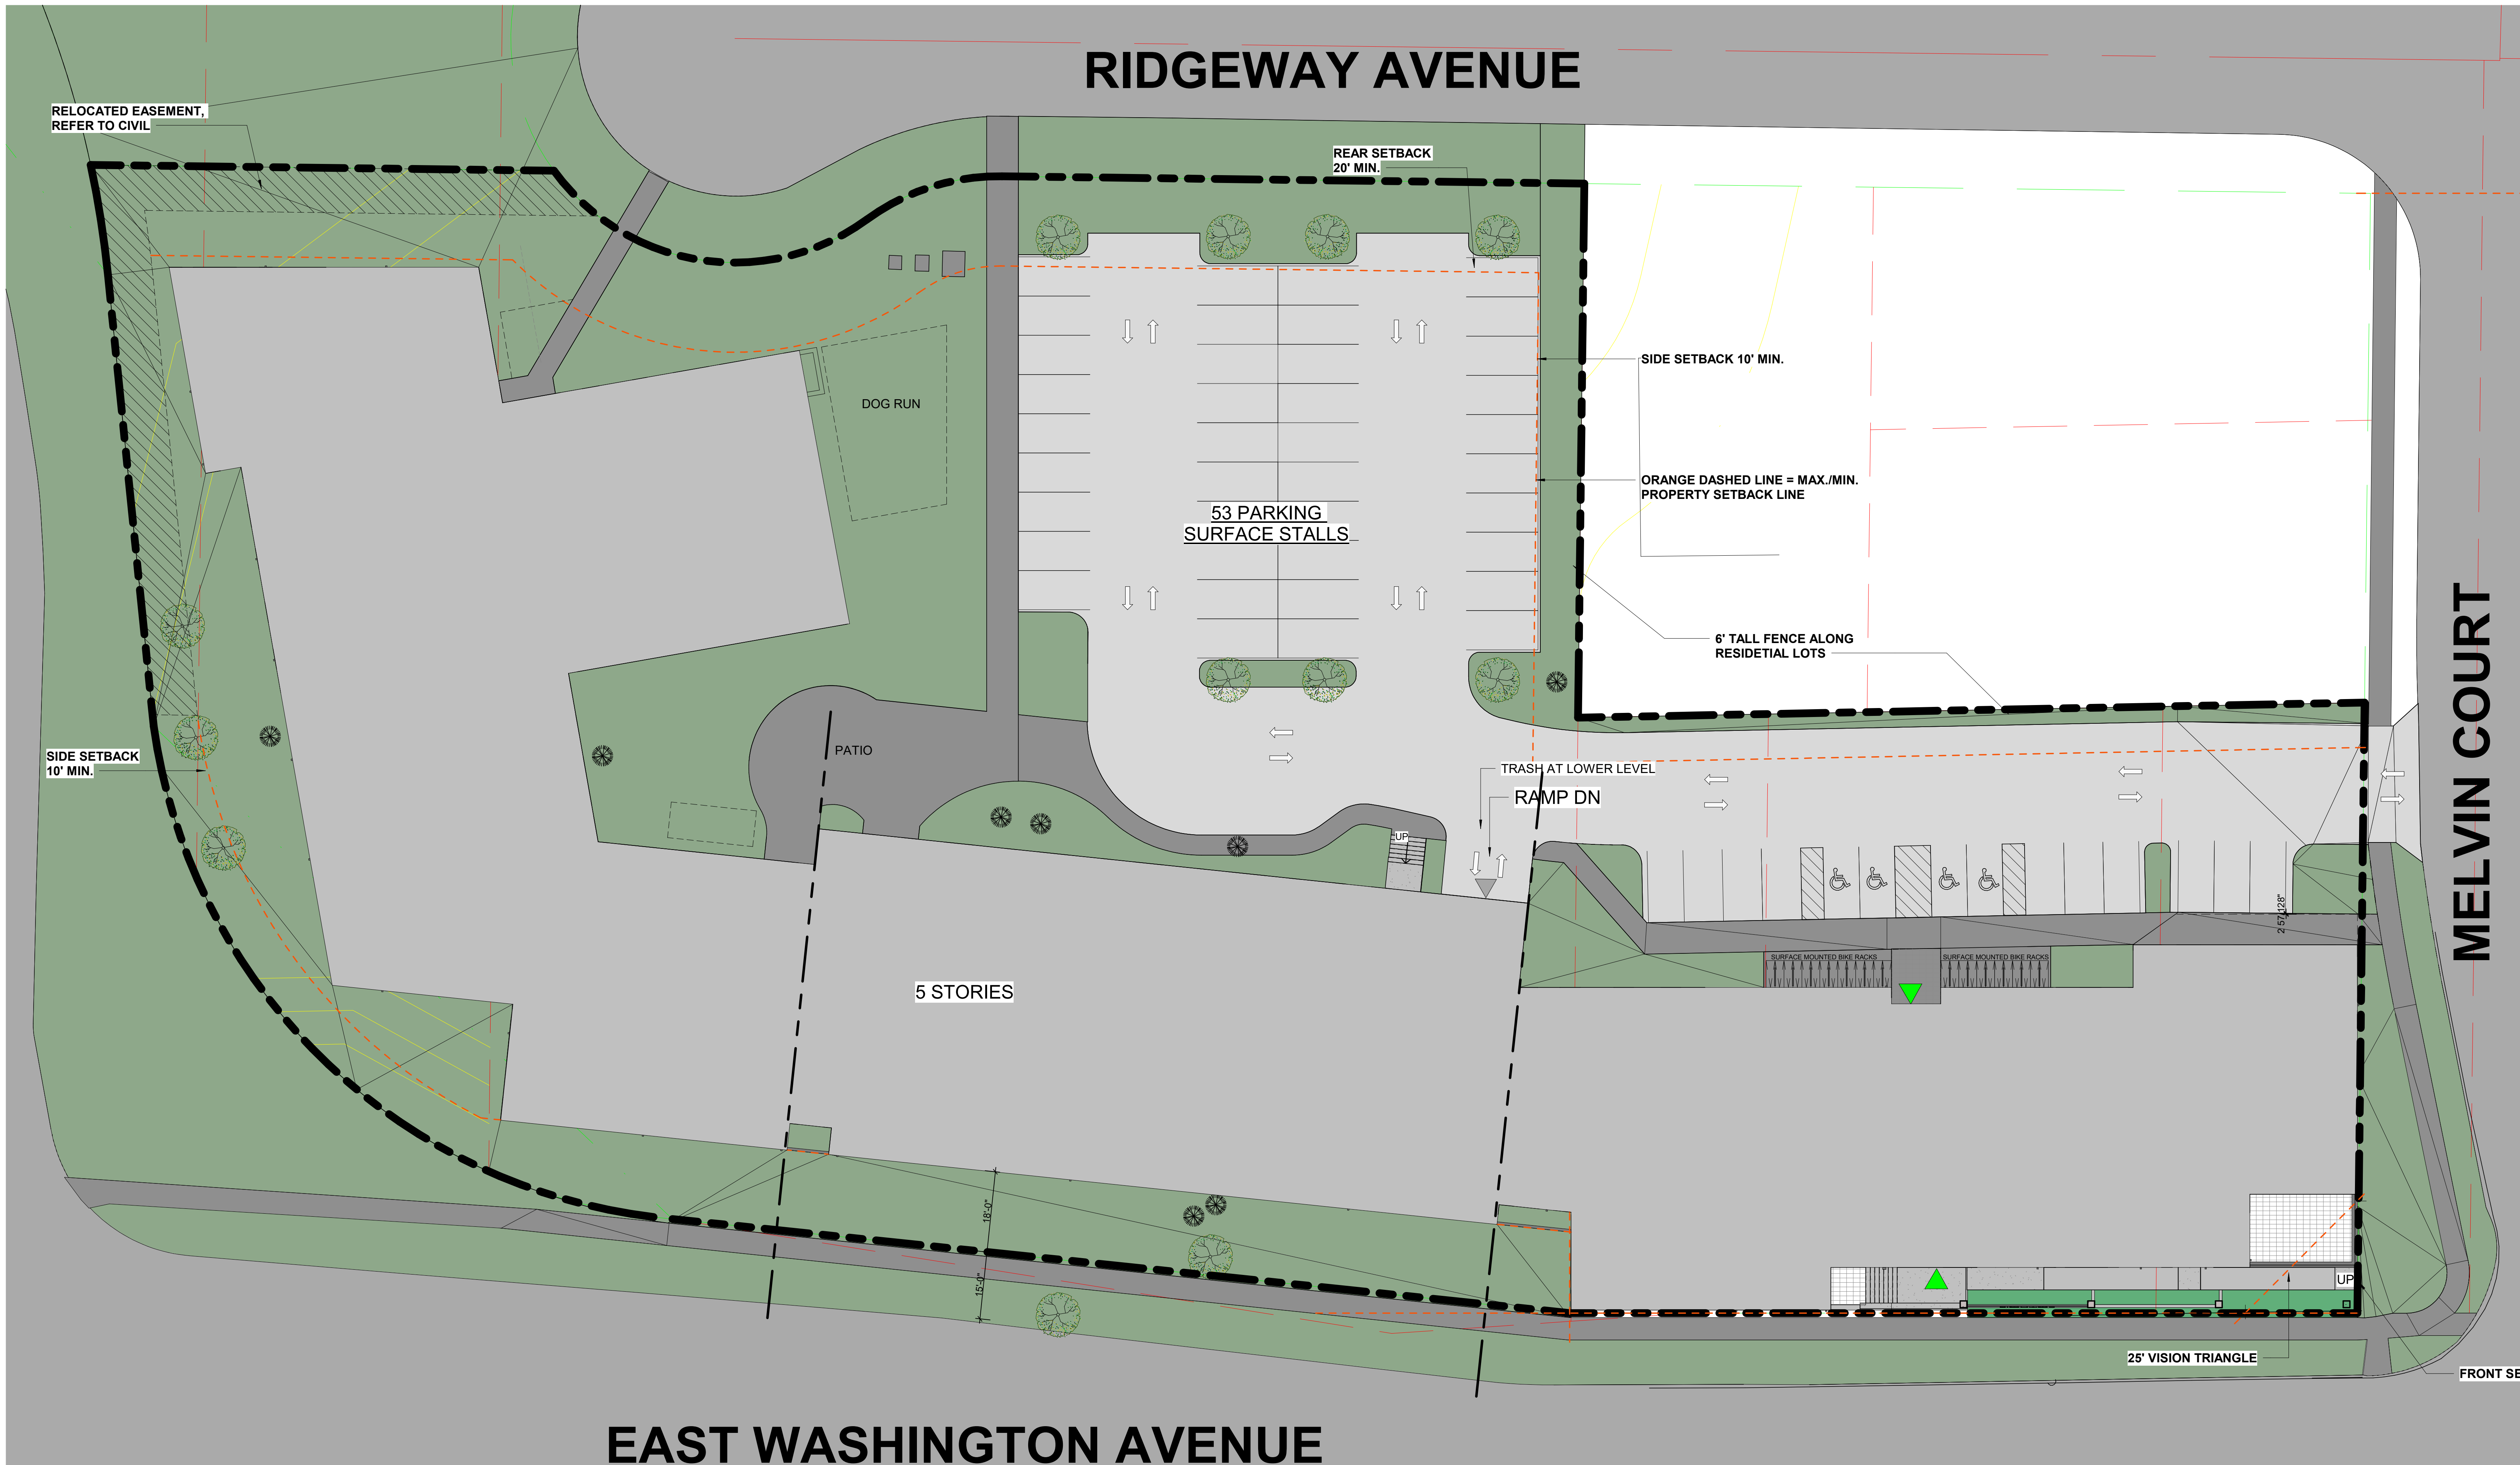 RIDGEWAY AVENUE
RELOCATED EASEMENT,
REFER TO CIVIL
REAR SETBACK
20' MIN.
SIDE SETBACK 10' MIN.
DOG RUN
ORANGE DASHED LINE = MAX./MIN.
PROPERTY SETBACK LINE
53 PARKING
SURFACE STALLS
6' TALL FENCE ALONG
RESIDETIAL LOTS
MELVIN COURT
SIDE SETBACK
10' MIN.
PATIO
TRASH AT LOWER LEVEL
RAMP DN
UP
SURFACE MOUNTED BIKE RACKS
SURFACE MOUNTED BIKE RACKS
5 STORIES
18'-0"
15'-0"
UP
25' VISION TRIANGLE
FRONT SE
EAST WASHINGTON AVENUE